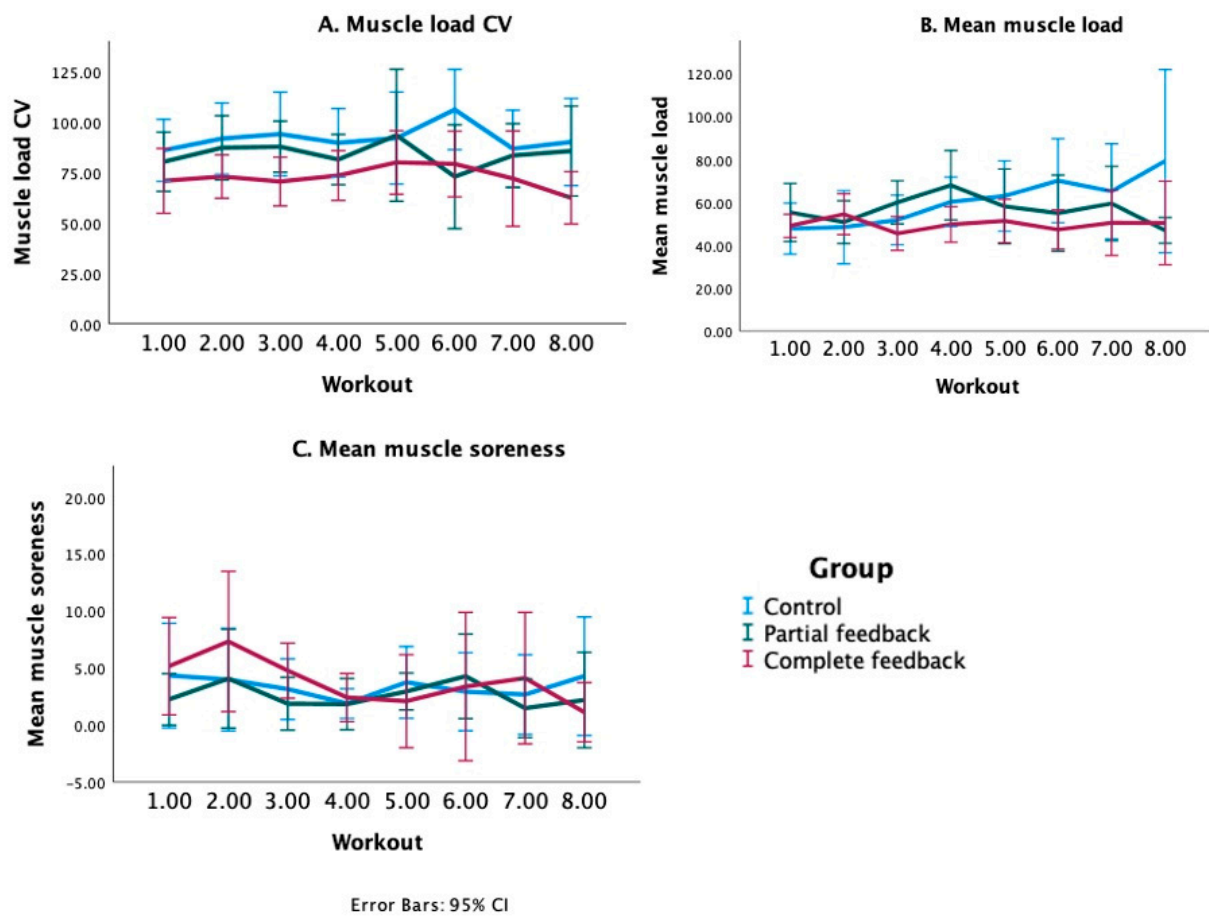 A. Muscle load CV
Muscle load CV
125.00
100.00
75.00
50.00
25.00
0.00
1.00 2.00 3.00 4.00 5.00 6.00 7.00 8.00
Workout
B. Mean muscle load
Mean muscle load
120.00
100.00
80.00
60.00
40.00
20.00
0.00
1.00 2.00 3.00 4.00 5.00 6.00 7.00 8.00
Workout
C. Mean muscle soreness
Mean muscle soreness
20.00
15.00
10.00
5.00
0.00
-5.00
1.00 2.00 3.00 4.00 5.00 6.00 7.00 8.00
Workout
Group
Control
Partial feedback
Complete feedback
Error Bars: 95% CI